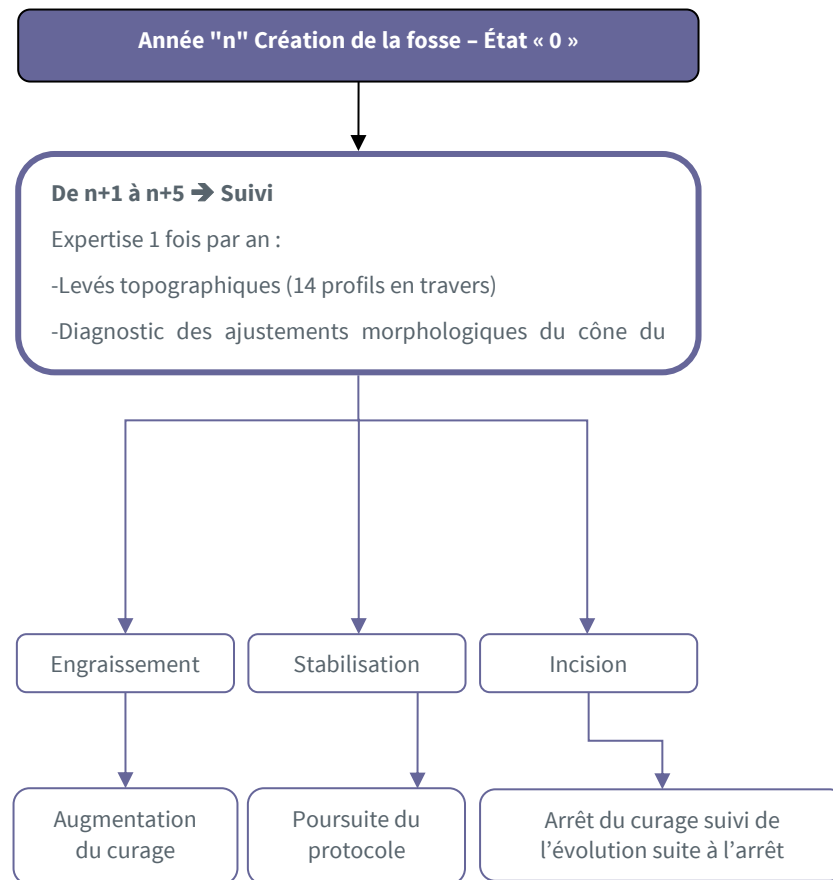 Année "n" Création de la fosse – État « 0 »
De n+1 à n+5 ➔ Suivi
Expertise 1 fois par an :
-Levés topographiques (14 profils en travers)
-Diagnostic des ajustements morphologiques du cône du
Engraissement
Stabilisation
Incision
Augmentation
du curage
Poursuite du
protocole
Arrêt du curage suivi de
l’évolution suite à l’arrêt